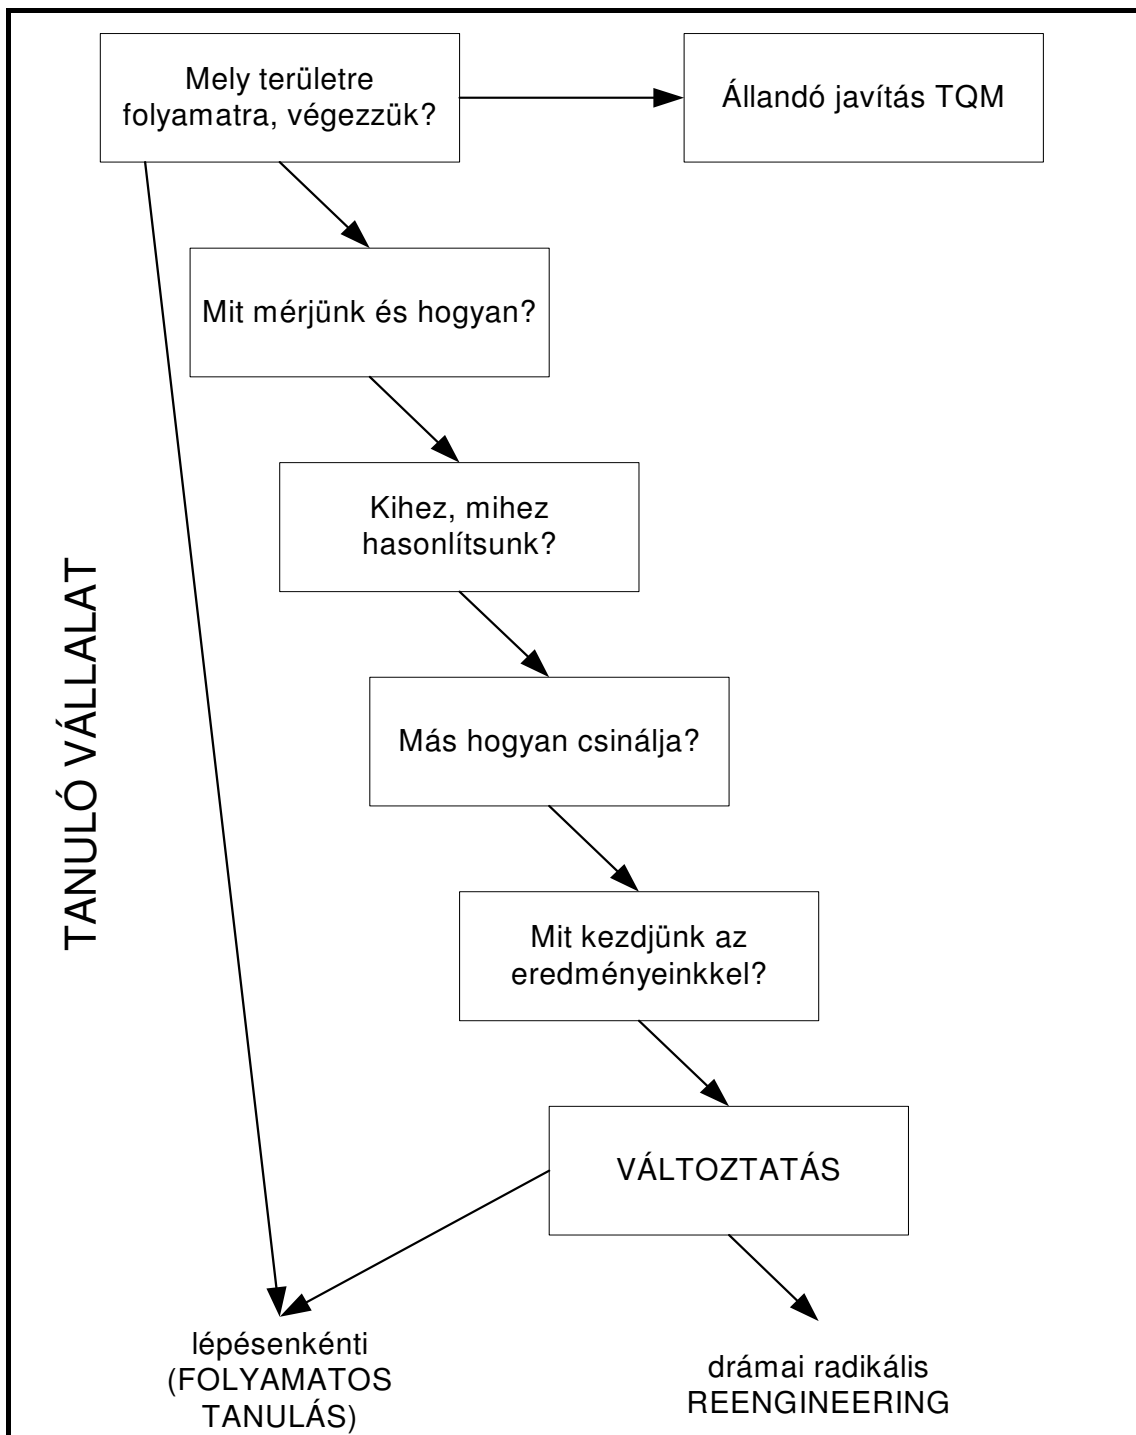 Mely területre
folyamatra, végezzük?
Állandó javítás TQM
Mit mérjünk és hogyan?
Kihez, mihez
hasonlítsunk?
TANULÓ VÁLLALAT
Más hogyan csinálja?
Mit kezdjünk az
eredményeinkkel?
VÁLTOZTATÁS
lépésenkénti
(FOLYAMATOS
TANULÁS)
drámai radikális
REENGINEERING